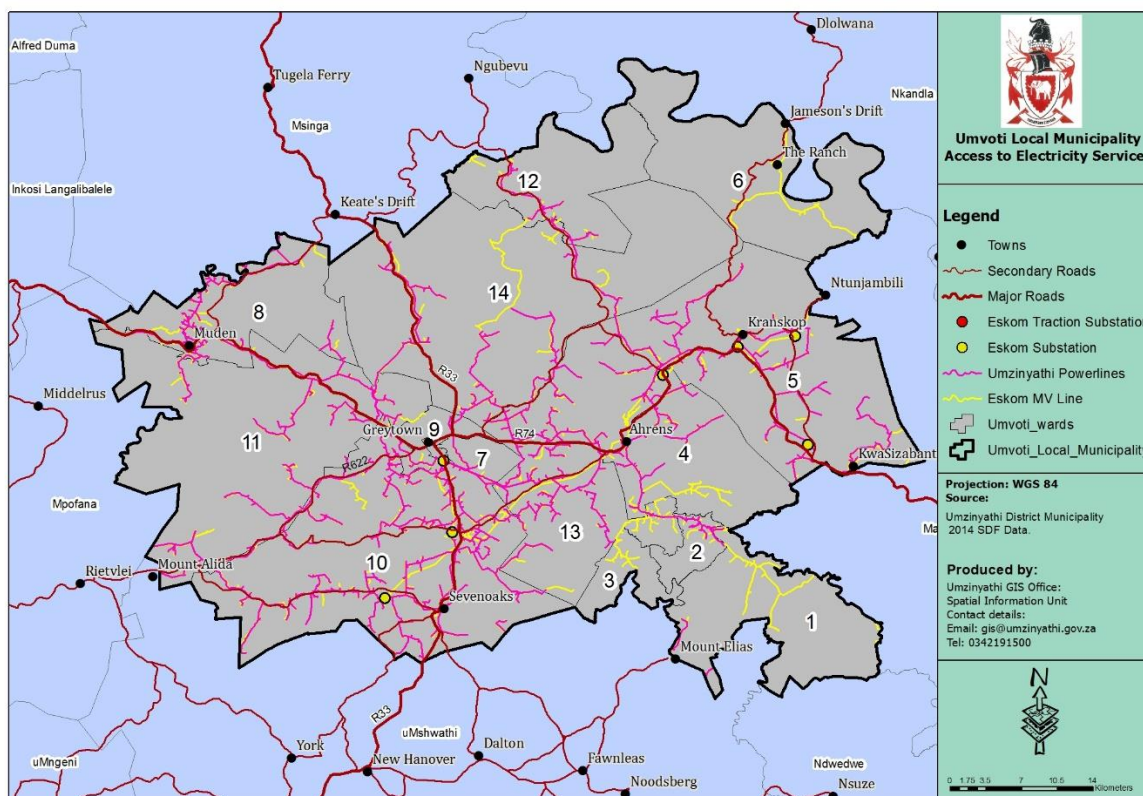 Alfred Duma
Dlolwana
Tugela Ferry
Ngubevu
Nkandla
Msinga
Jameson's Drift
The Ranch
12
6
Inkosi Langalibalele
Keate's Drift
Ntunjambili
14
8
Kranskop
Muden
5
R33
Middelrus
Greytown
9
R74
Ahrens
11
7
4
KwaSizabant
R622
Mpofana
Ma
13
2
10
3
Rietvlei
Mount Alida
Sevenoaks
1
Mount Elias
R33
uMshwathi
York
Dalton
uMngeni
New Hanover
Fawnleas
Ndwedwe
Noodsberg
Nsuze
Umvoti Local Municipality
Access to Electricity Service
Legend
Towns
Secondary Roads
Major Roads
Eskom Traction Substatio
Eskom Substation
Umzinyathi Powerlines
Eskom MV Line
Umvoti_wards
Umvoti_Local_Municipality
Projection: WGS 84
Source:
Umzinyathi District Municipality
2014 SDF Data.
Produced by:
Umzinyathi GIS Office:
Spatial Information Unit
Contact details:
Email: gis@umzinyathi.gov.za
Tel: 0342191500
N
0 1.75 3.5 7 10.5 14
Kilometers